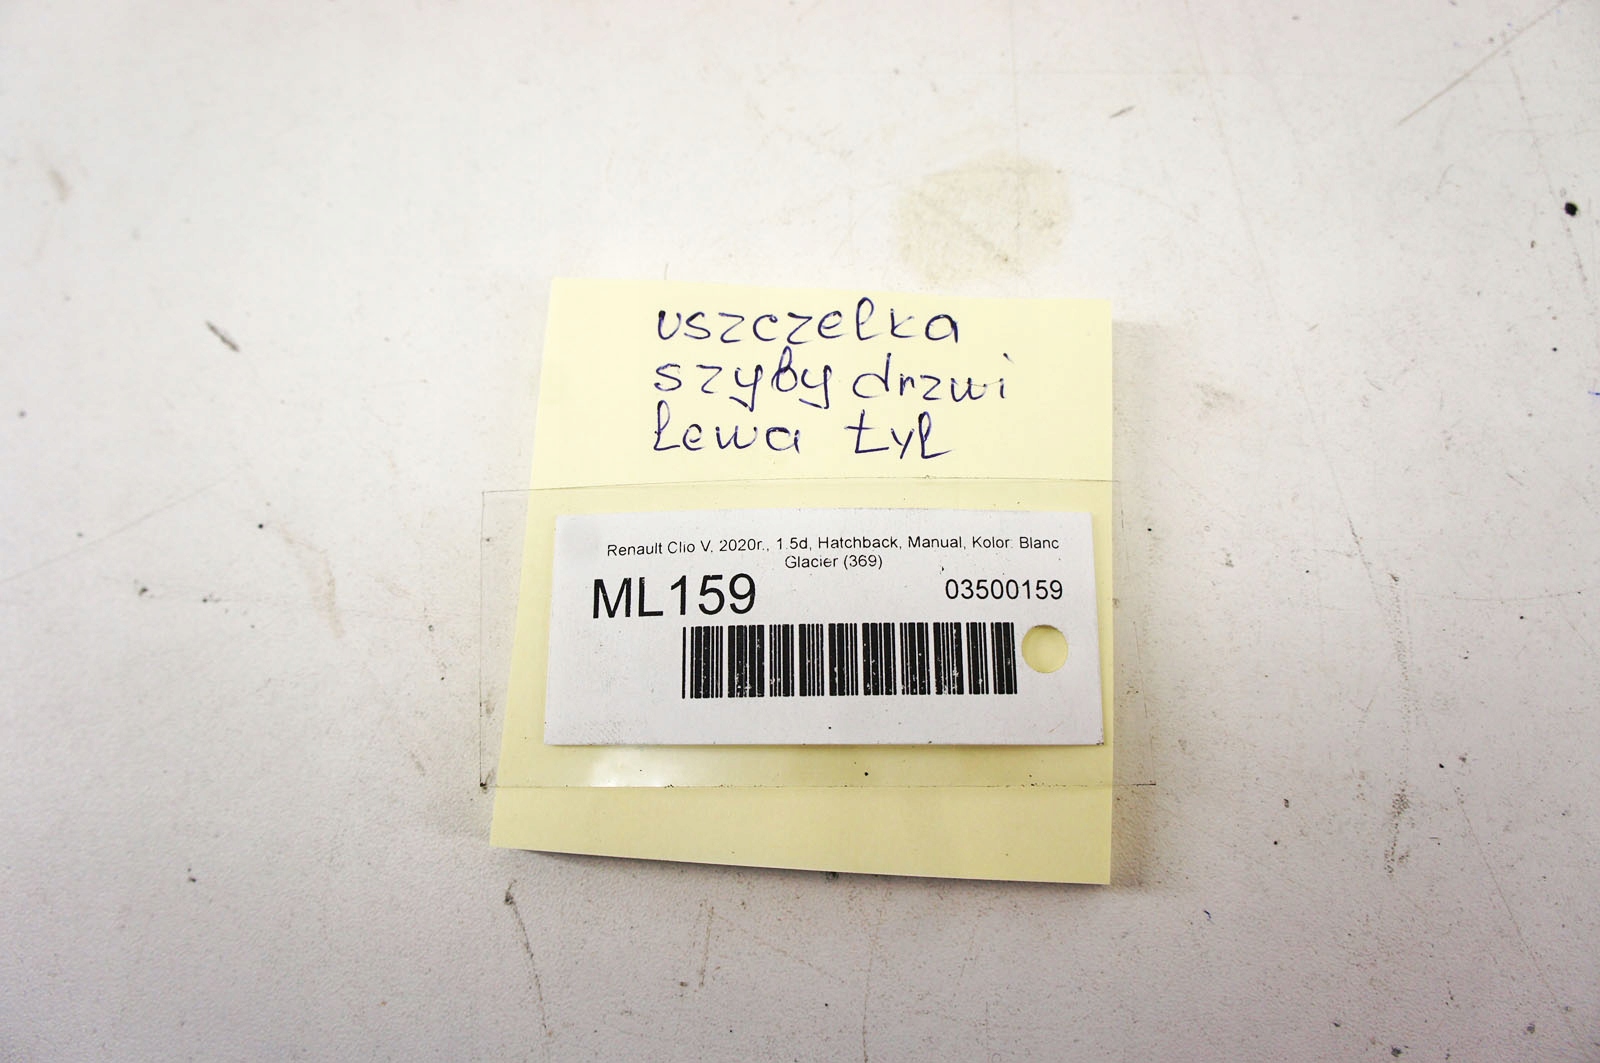 uszczelka
szyby drzwi
lewa tył
Renault Clio V, 2020r., 1.5d, Hatchback, Manual, Kolor: Blanc
Glacier (369)
ML159
03500159